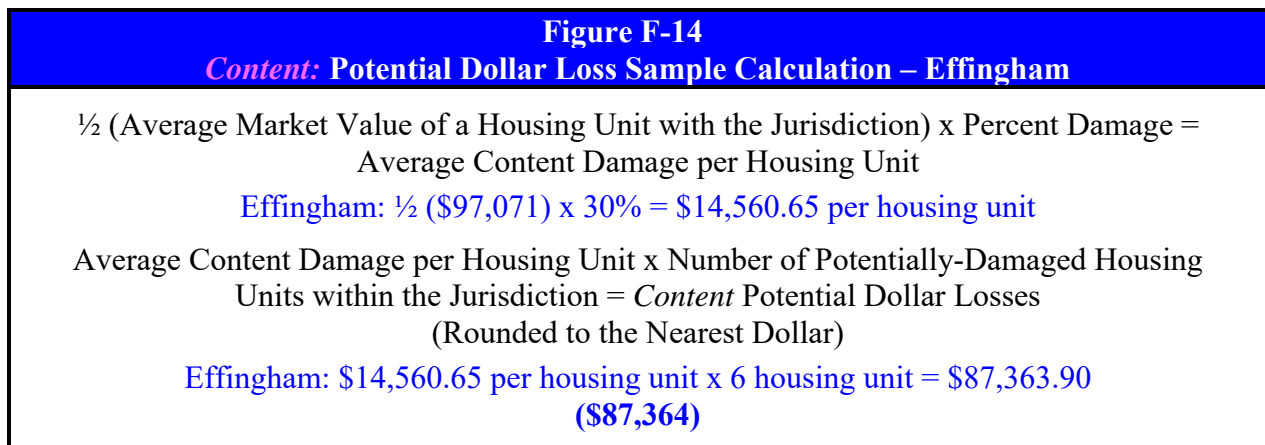 Figure F-14
Content: Potential Dollar Loss Sample Calculation – Effingham
½ (Average Market Value of a Housing Unit with the Jurisdiction) x Percent Damage =
Average Content Damage per Housing Unit
Effingham: ½ ($97,071) x 30% = $14,560.65 per housing unit
Average Content Damage per Housing Unit x Number of Potentially-Damaged Housing
Units within the Jurisdiction = Content Potential Dollar Losses
(Rounded to the Nearest Dollar)
Effingham: $14,560.65 per housing unit x 6 housing unit = $87,363.90
($87,364)